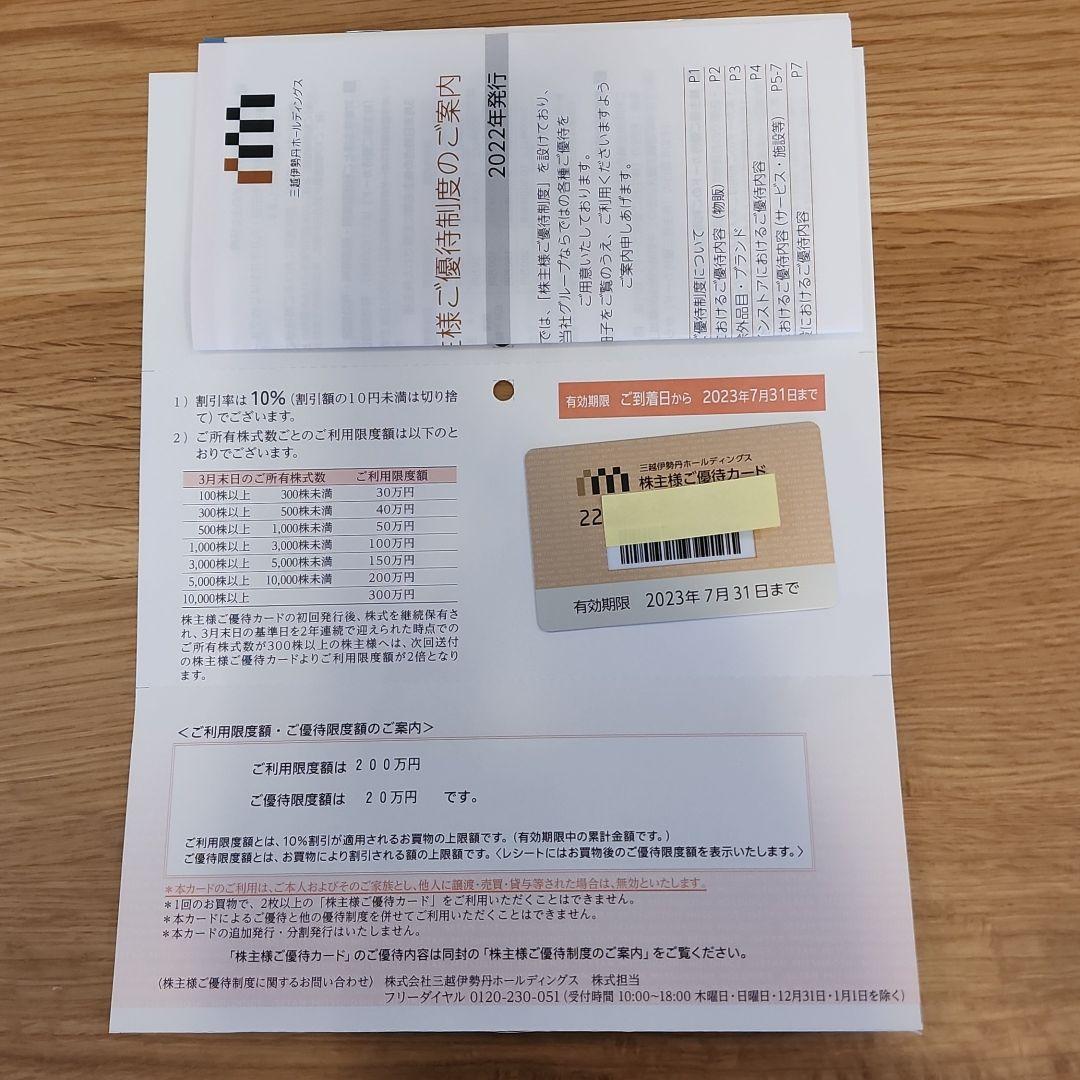 三越伊勢丹ホールディングス
様ご優待制度のご案内
2022年発行
では、「株主様ご優待制度」を設けており、
当社グループならではの各種ご優待を
ご用意いたしております。
冊子をご覧のうえ、ご利用くださいますよう
ご案内申しあげます。
ご優待制度について P1
おけるご優待内容(物販) P2
除外品目・ブランド P3
ンストアにおけるご優待内容 P4
おけるご優待内容(サービス・施設等) P5-7
におけるご優待内容 P7
1)割引率は10%(割引額の10円未満は切り捨
て)でございます。
2)ご所有株式数ごとのご利用限度額は以下のと
おりでございます。
3月末日のご所有株式数 ご利用限度額
100株以上 300株未満 30万円
300株以上 500株未満 40万円
500株以上 1,000株未満 50万円
1,000株以上 3,000株未満 100万円
3,000株以上 5,000株未満 150万円
5,000株以上 10,000株未満 200万円
10,000株以上 300万円
株主様ご優待カードの初回発行後、株式を継続保有さ
れ、3月末日の基準日を2年連続で迎えられた時点での
ご所有株式数が300株以上の株主様へは、次回送付
の株主様ご優待カードよりご利用限度額が2倍となり
ます。
有効期限 ご到着日から 2023年7月31日まで
三越伊勢丹ホールディングス
株主様ご優待カード
22
有効期限 2023年7月31日まで
<ご利用限度額・ご優待限度額のご案内>
ご利用限度額は 200万円
ご優待限度額は 20万円 です。
ご利用限度額とは、10%割引が適用されるお買物の上限額です。(有効期限中の累計金額です。)
ご優待限度額とは、お買物により割引される額の上限額です。〈レシートにはお買物後のご優待限度額を表示いたします。〉
*本カードのご利用は、ご本人およびそのご家族とし、他人に譲渡・売買・貸与等された場合は、無効といたします。
*1回のお買物で、2枚以上の「株主様ご優待カード」をご利用いただくことはできません。
*本カードによるご優待と他の優待制度を併せてご利用いただくことはできません。
*本カードの追加発行・分割発行はいたしません。
「株主様ご優待カード」のご優待内容は同封の「株主様ご優待制度のご案内」をご覧ください。
(株主様ご優待制度に関するお問い合わせ) 株式会社三越伊勢丹ホールディングス 株式担当
フリーダイヤル 0120-230-051(受付時間 10:00~18:00 木曜日・日曜日・12月31日・1月1日を除く)